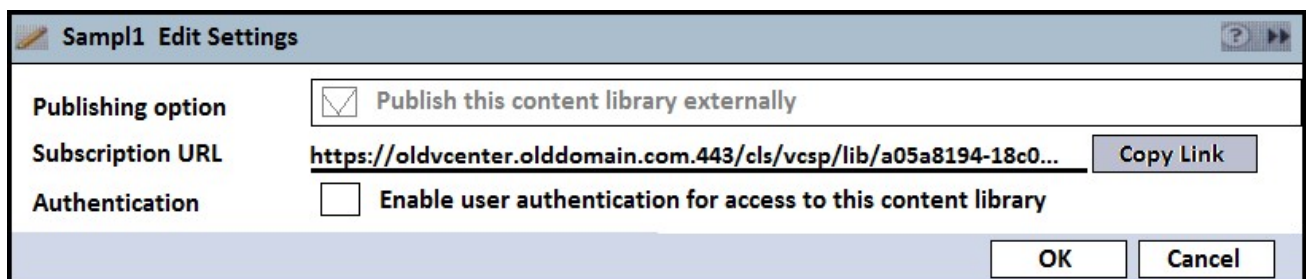 Sampl1 Edit Settings
Publishing option
Publish this content library externally
Subscription URL
https://oldvcenter.olddomain.com.443/cls/vcsp/lib/a05a8194-18c0... Copy Link
Authentication
Enable user authentication for access to this content library
OK Cancel